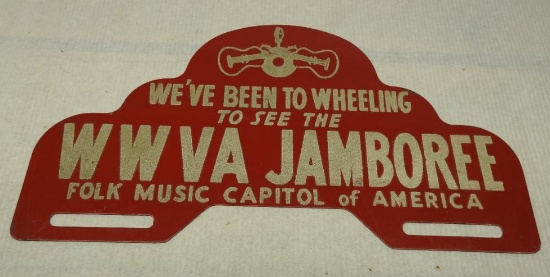 WE'VE BEEN TO WHEELING
TO SEE THE
WWVA JAMBOREE
FOLK MUSIC CAPITOL of AMERICA